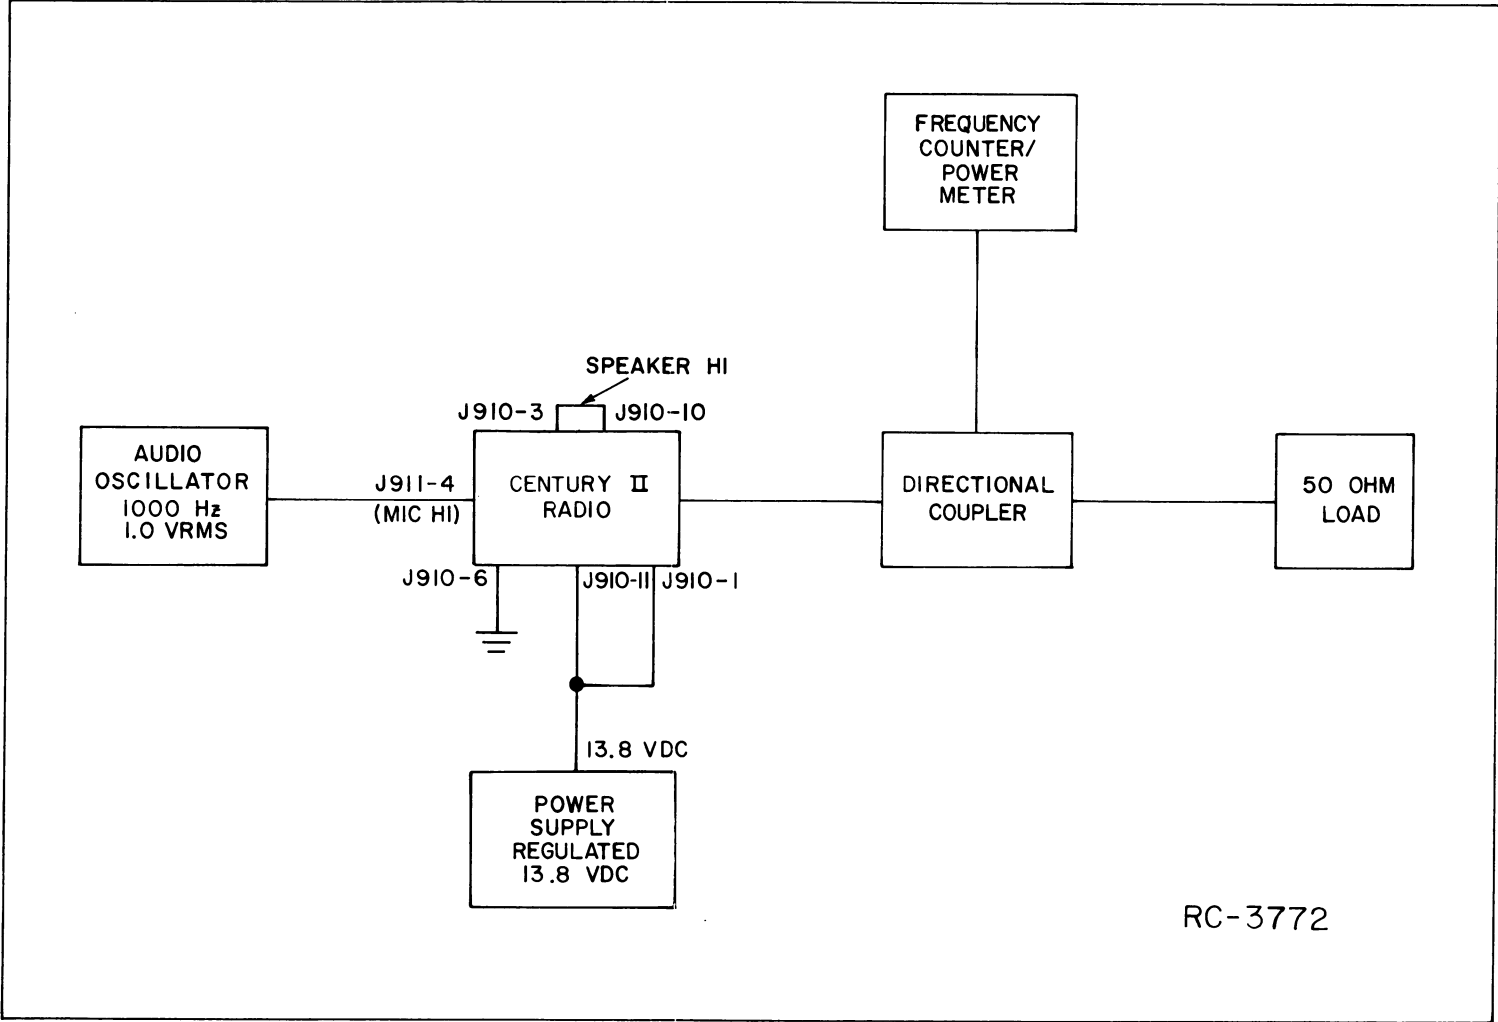 FREQUENCY
COUNTER/
POWER
METER
SPEAKER HI
J910-3
J910-10
AUDIO
OSCILLATOR
1000 Hz
1.0 VRMS
J911-4
(MIC HI)
CENTURY II
RADIO
DIRECTIONAL
COUPLER
50 OHM
LOAD
J910-6
J910-11
J910-1
13.8 VDC
POWER
SUPPLY
REGULATED
13.8 VDC
RC-3772